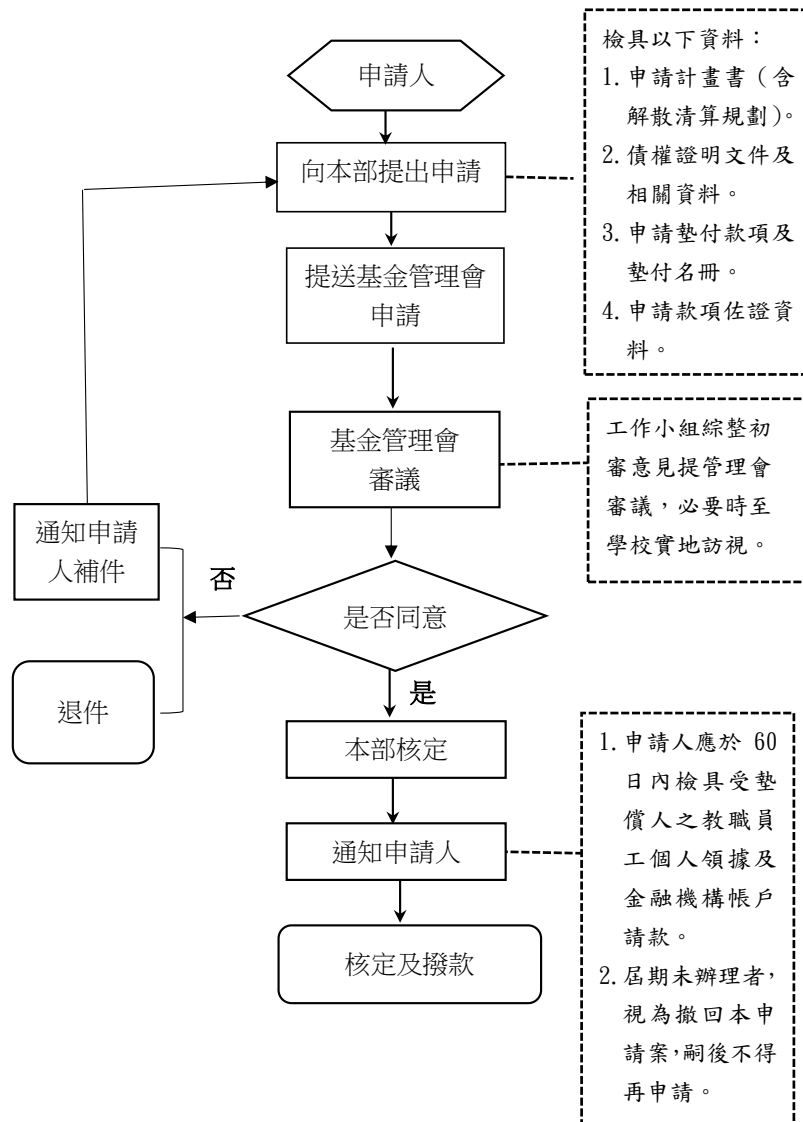 申請人
向本部提出申請
檢具以下資料：
1.申請計畫書（含
解散清算規劃）。
2.債權證明文件及
相關資料。
3.申請墊付款項及
墊付名冊。
4.申請款項佐證資
料。
提送基金管理會
申請
基金管理會
審議
工作小組綜整初
審意見提管理會
審議，必要時至
學校實地訪視。
通知申請
人補件
否
是否同意
退件
是
本部核定
通知申請人
1.申請人應於 60
日內檢具受墊
償人之教職員
工個人領據及
金融機構帳戶
請款。
2.屆期未辦理者，
視為撤回本申
請案，嗣後不得
再申請。
核定及撥款